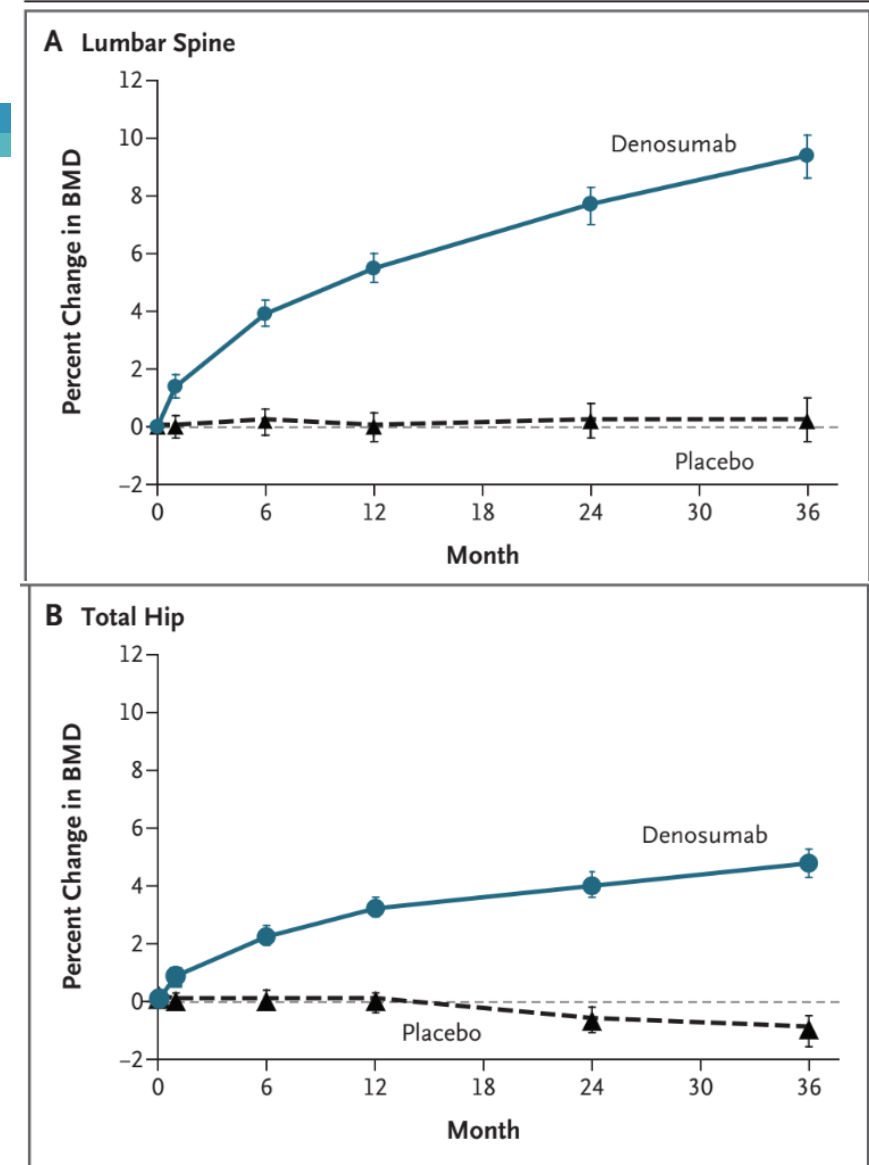 A Lumbar Spine
12
10
8
6
4
2
0
–2
Percent Change in BMD
Denosumab
Placebo
0 6 12 18 24 30 36
Month
B Total Hip
12
10
8
6
4
2
0
–2
Percent Change in BMD
Denosumab
Placebo
0 6 12 18 24 30 36
Month